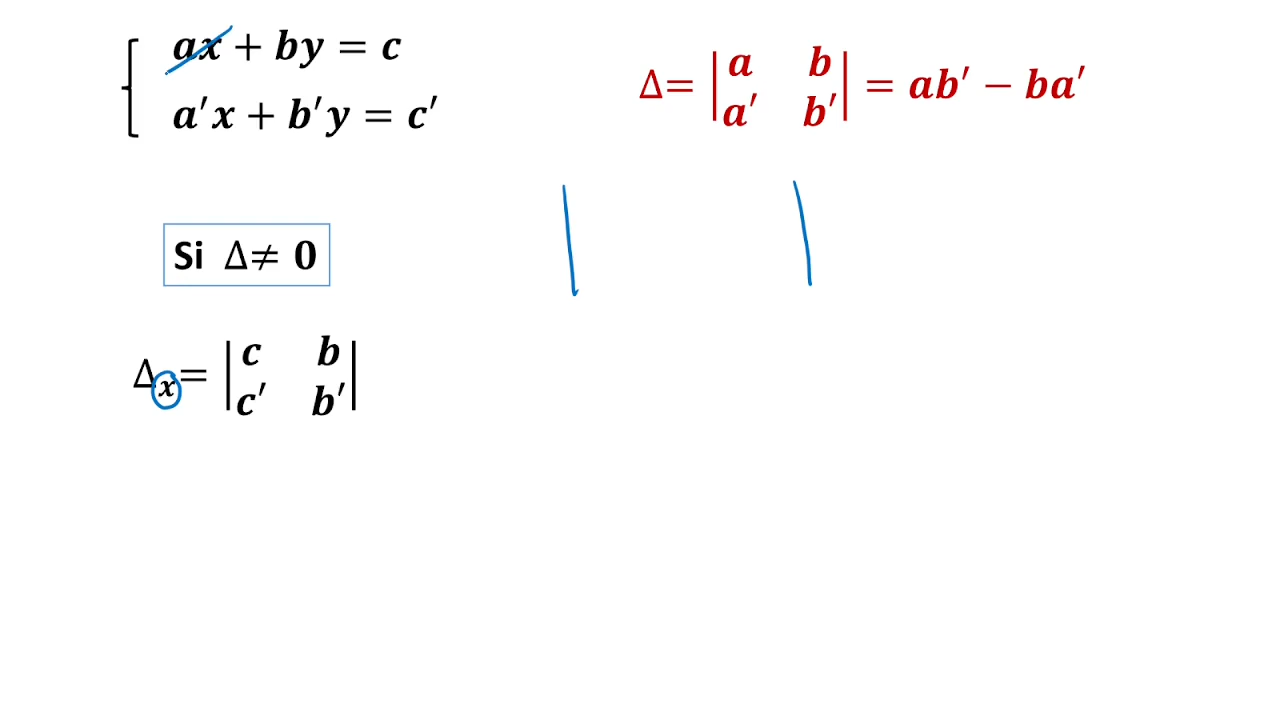 ax + by = c
a′x + b′y = c′
Δ= |a b| = ab′ − ba′
|a′ b′|
Si Δ≠ 0
Δx= |c b|
|c′ b′|